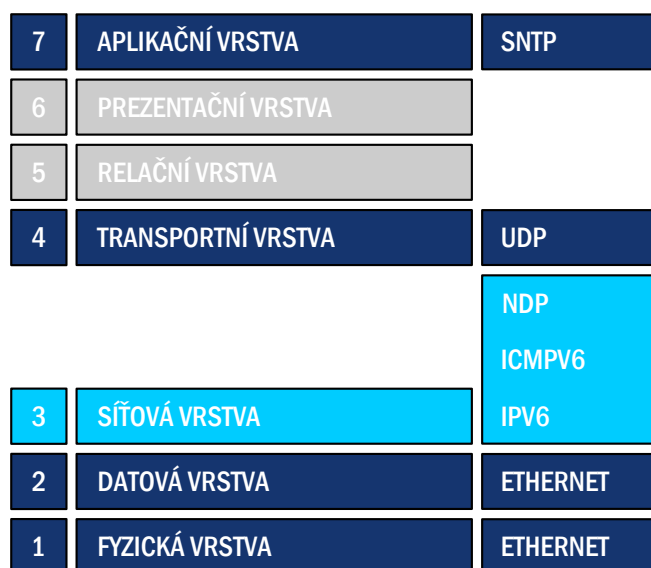 7 APLIKAČNÍ VRSTVA SNTP
6 PREZENTAČNÍ VRSTVA
5 RELAČNÍ VRSTVA
4 TRANSPORTNÍ VRSTVA UDP
NDP
ICMPV6
3 SÍŤOVÁ VRSTVA IPV6
2 DATOVÁ VRSTVA ETHERNET
1 FYZICKÁ VRSTVA ETHERNET